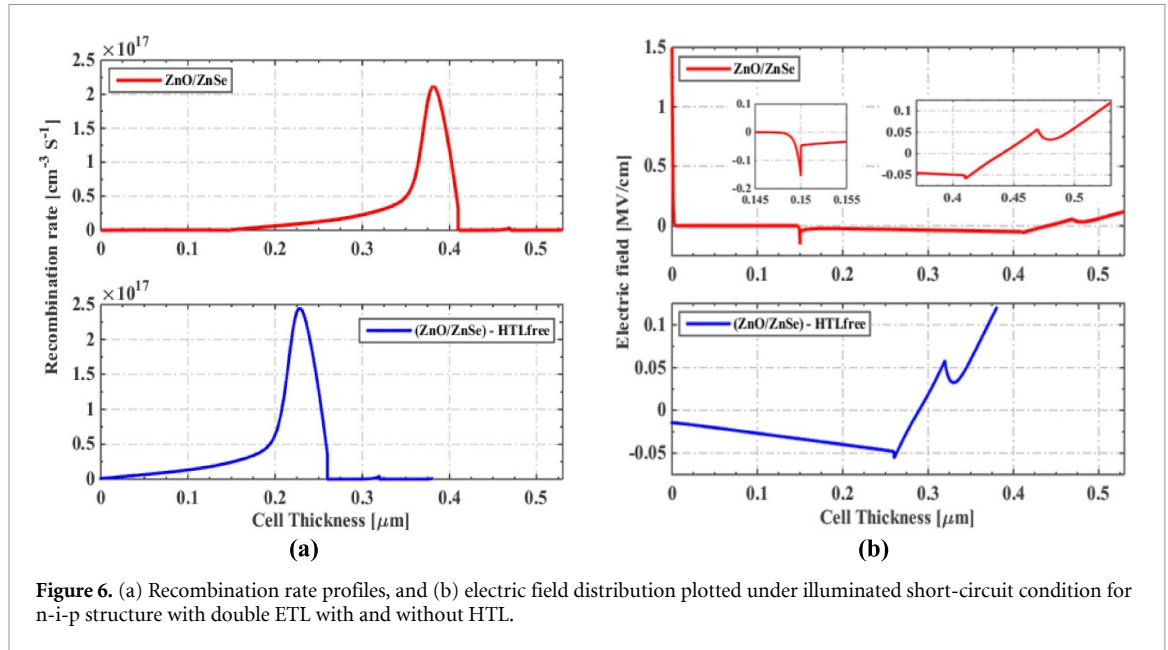 ×10¹⁷
2.5
2
1.5
1
0.5
0
ZnO/ZnSe
0 0.1 0.2 0.3 0.4 0.5
×10¹⁷
2.5
2
1.5
1
0.5
0
(ZnO/ZnSe) - HTLfree
0 0.1 0.2 0.3 0.4 0.5
Recombination rate [cm⁻³ S⁻¹]
Cell Thickness [μm]
(a)
1.5
1
0.5
0
ZnO/ZnSe
0.1
0
-0.1
-0.2
0.145 0.15 0.155
0.1
0.05
0
-0.05
0.4 0.5
0 0.1 0.2 0.3 0.4 0.5
0.1
0.05
0
-0.05
(ZnO/ZnSe) - HTLfree
0 0.1 0.2 0.3 0.4 0.5
Electric field [MV/cm]
Cell Thickness [μm]
(b)
Figure 6. (a) Recombination rate profiles, and (b) electric field distribution plotted under illuminated short-circuit condition for
n-i-p structure with double ETL with and without HTL.